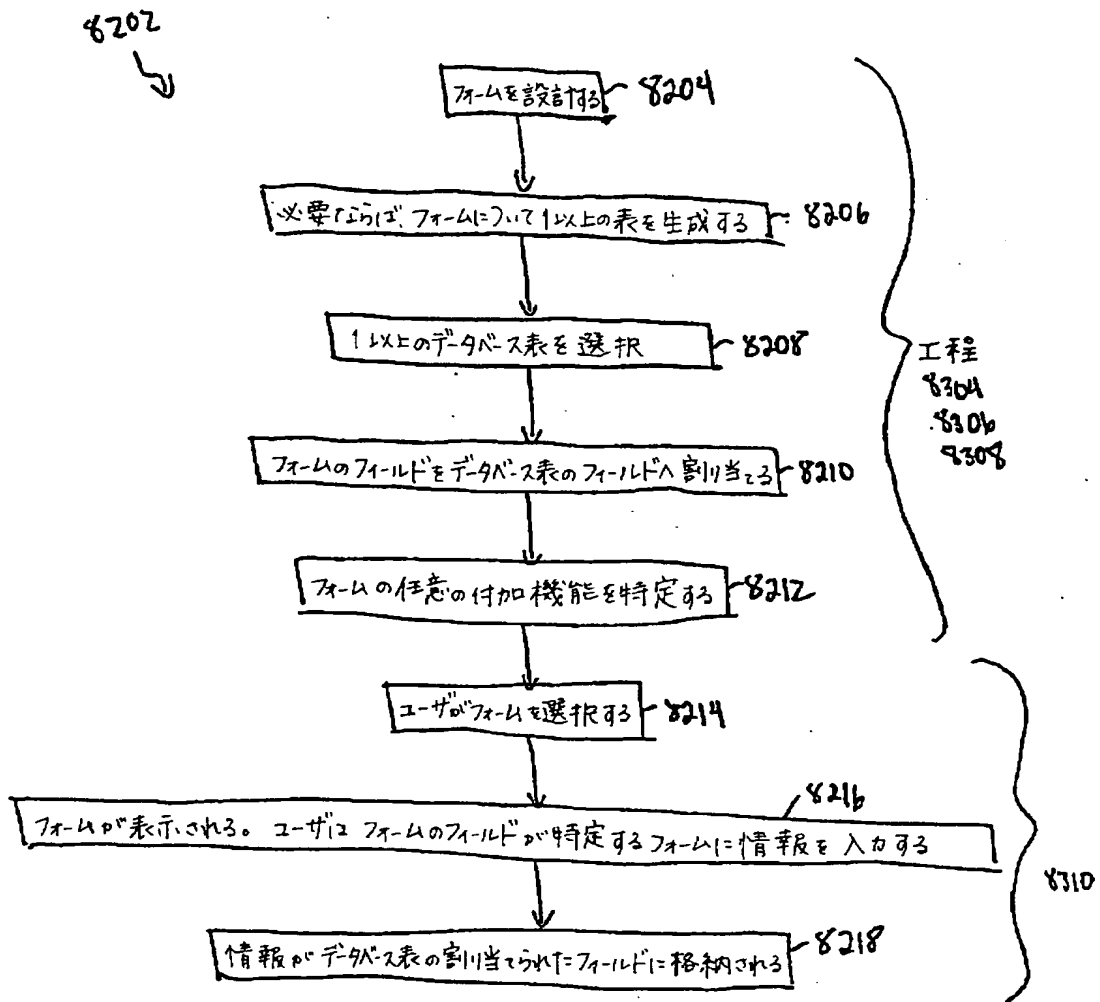 8202
フォームを設計する 8204
必要ならば、フォームについて1以上の表を生成する 8206
1以上のデータベース表を選択 8208
工程
8304
8306
8308
フォームのフィールドをデータベース表のフィールドへ割り当てる 8210
フォームの任意の付加機能を特定する 8212
ユーザがフォームを選択する 8214
8216
フォームが表示される。ユーザは フォームのフィールドが特定するフォームに情報を入力する
8310
情報がデータベース表の割り当てられたフィールドに格納される 8218